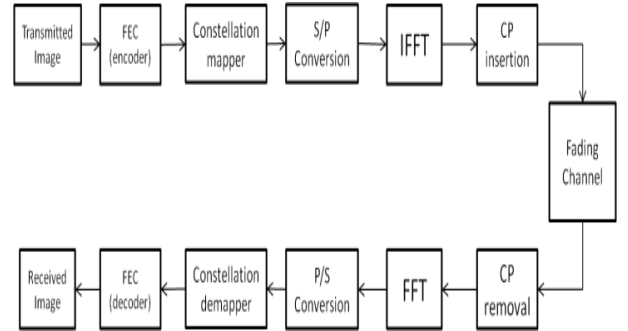 Transmitted
Image
FEC
(encoder)
Constellation
mapper
S/P
Conversion
IFFT
CP
insertion
Fading
Channel
Received
Image
FEC
(decoder)
Constellation
demapper
P/S
Conversion
FFT
CP
removal